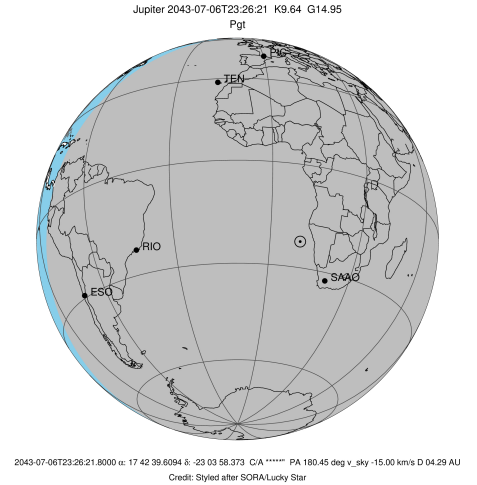 Jupiter 2043-07-06T23:26:21 K9.64 G14.95
Pgt
TEN
RIO
ESO
SAAO
2043-07-06T23:26:21.8000 α: 17 42 39.6094 δ: -23 03 58.373 C/A *****" PA 180.45 deg v_sky -15.00 km/s D 04.29 AU
Credit: Styled after SORA/Lucky Star